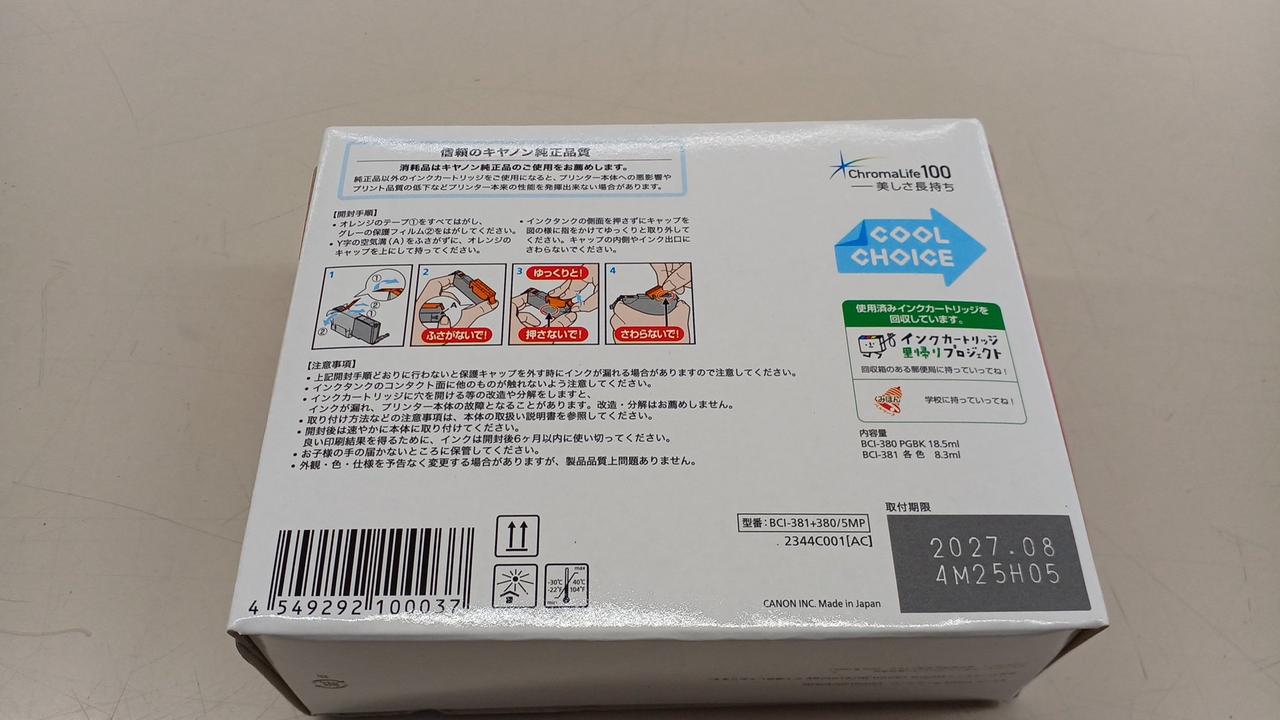 信頼のキヤノン純正品質
消耗品はキヤノン純正品のご使用をお薦めします。
純正品以外のインクカートリッジをご使用になると、プリンター本体への悪影響や
プリント品質の低下などプリンター本来の性能を発揮出来ない場合があります。
【開封手順】
• オレンジのテープ①をすべてはがし、
グレーの保護フィルム②をはがしてください。
• Y字の空気溝(A)をふさがずに、オレンジの
キャップを上にして持ってください。
• インクタンクの側面を押さずにキャップを
図の様に指をかけてゆっくりと取り外して
ください。キャップの内側やインク出口に
さわらないでください。
1
①
②
①
②
2
A
ふさがないで!
3
ゆっくりと!
押さないで!
4
さわらないで!
【注意事項】
• 上記開封手順どおりに行わないと保護キャップを外す時にインクが漏れる場合がありますので注意してください。
• インクタンクのコンタクト面に他のものが触れないよう注意してください。
• インクカートリッジに穴を開ける等の改造や分解をしますと、
インクが漏れ、プリンター本体の故障となることがあります。改造・分解はお薦めしません。
• 取り付け方法などの注意事項は、本体の取扱い説明書を参照してください。
• 開封後は速やかに本体に取り付けてください。
良い印刷結果を得るために、インクは開封後6ヶ月以内に使い切ってください。
• お子様の手の届かないところに保管してください。
• 外観・色・仕様を予告なく変更する場合がありますが、製品品質上問題ありません。
ChromaLife100
美しさ長持ち
COOL
CHOICE
使用済みインクカートリッジを
回収しています。
インクカートリッジ
里帰りプロジェクト
回収箱のある郵便局に持っていってね!
みほん
学校に持っていってね!
内容量
BCI-380 PGBK 18.5ml
BCI-381 各色 8.3ml
取付期限
2027.08
4M25H05
型番:BCI-381+380/5MP
2344C001[AC]
CANON INC. Made in Japan
4 549292 100037
max
-30℃ 40℃
-22°F 104°F
min